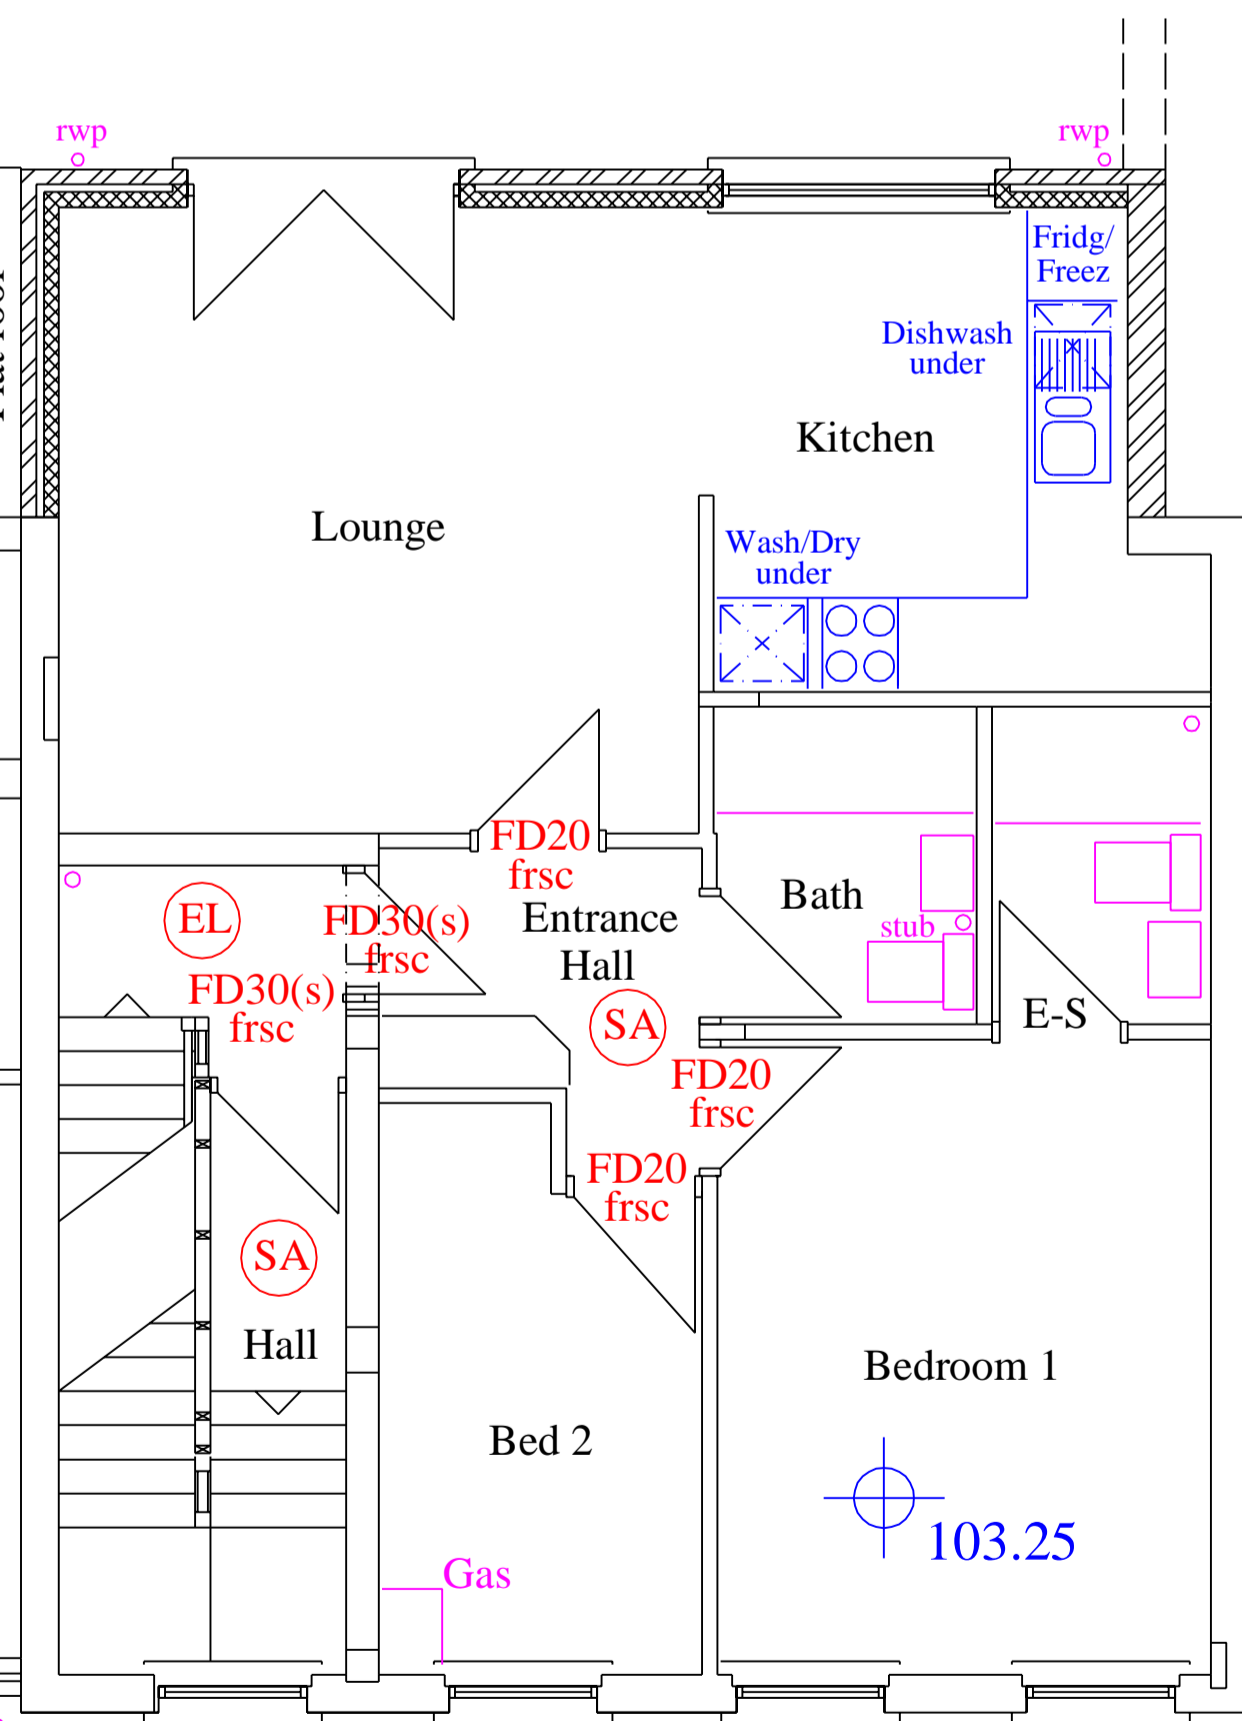 rwp
rwp
Fridg/
Freez
Dishwash
under
Kitchen
Lounge
Wash/Dry
under
FD20
frsc
Bath
EL
FD30(s)
frsc
Entrance
Hall
stub
FD30(s)
frsc
SA
E-S
FD20
frsc
FD20
frsc
SA
Hall
Bedroom 1
Bed 2
103.25
Gas